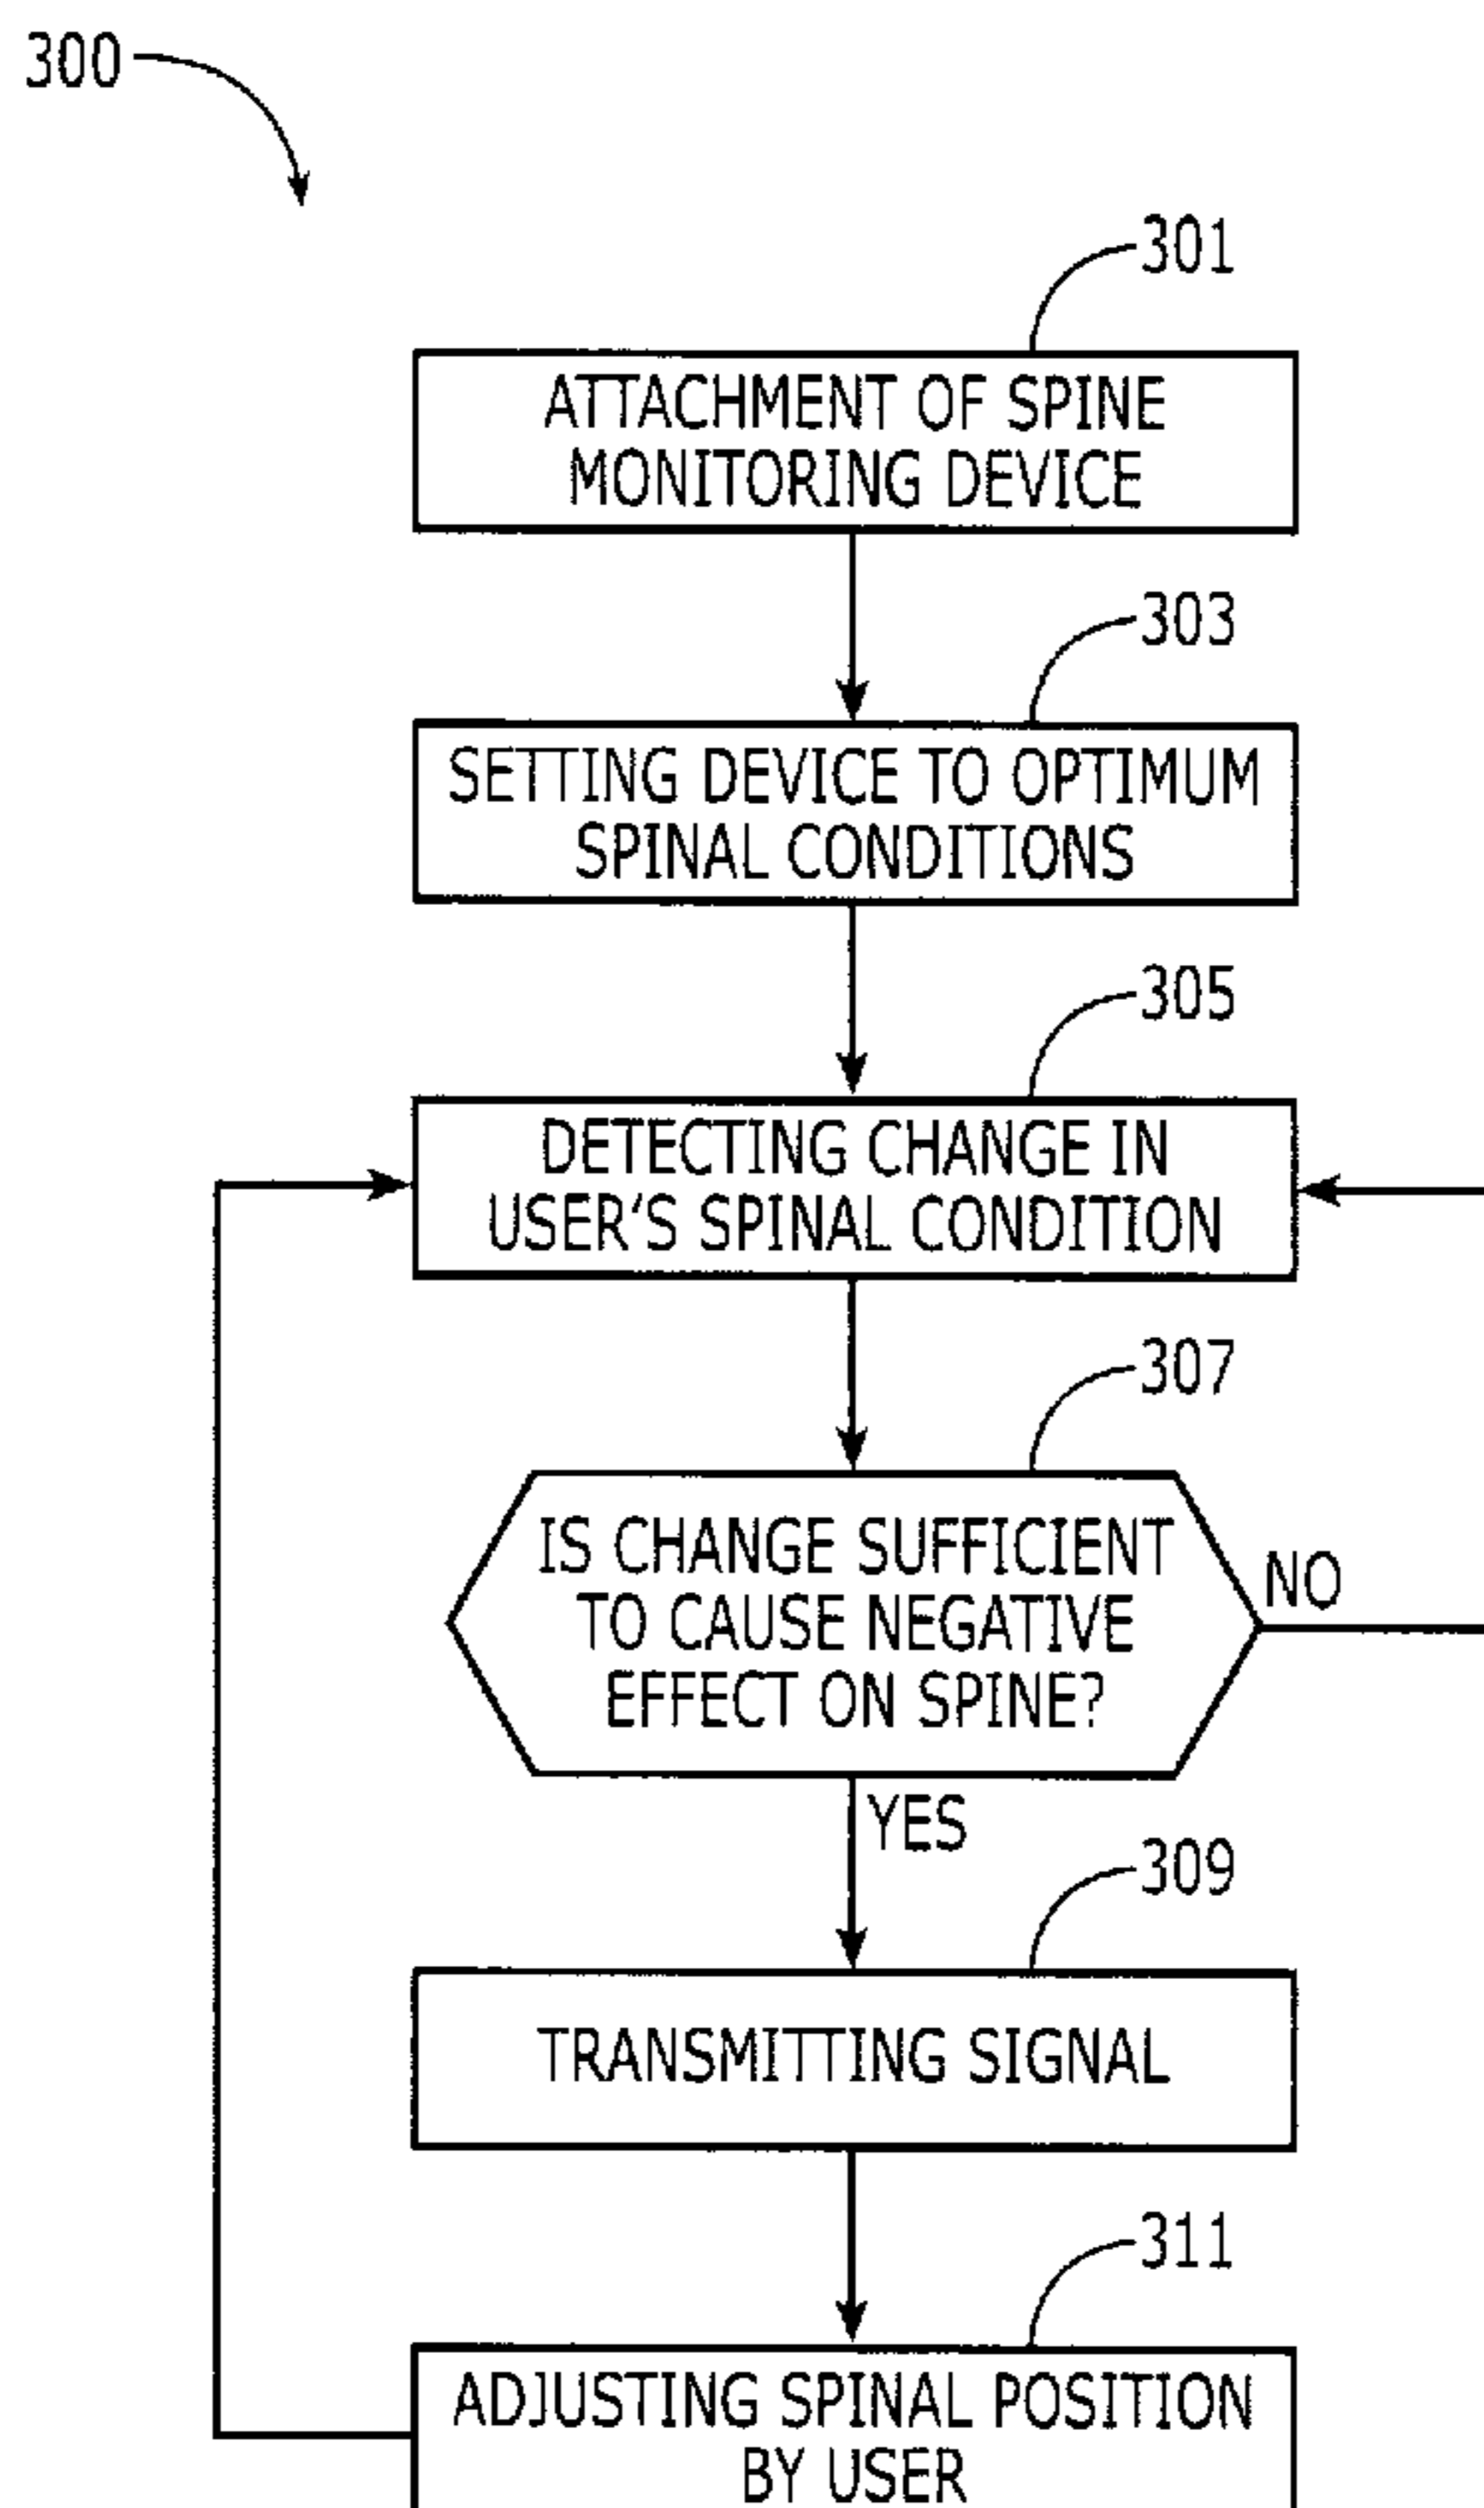 300
301
ATTACHMENT OF SPINE
MONITORING DEVICE
303
SETTING DEVICE TO OPTIMUM
SPINAL CONDITIONS
305
DETECTING CHANGE IN
USER'S SPINAL CONDITION
307
IS CHANGE SUFFICIENT
TO CAUSE NEGATIVE
EFFECT ON SPINE?
NO
YES
309
TRANSMITTING SIGNAL
311
ADJUSTING SPINAL POSITION
BY USER